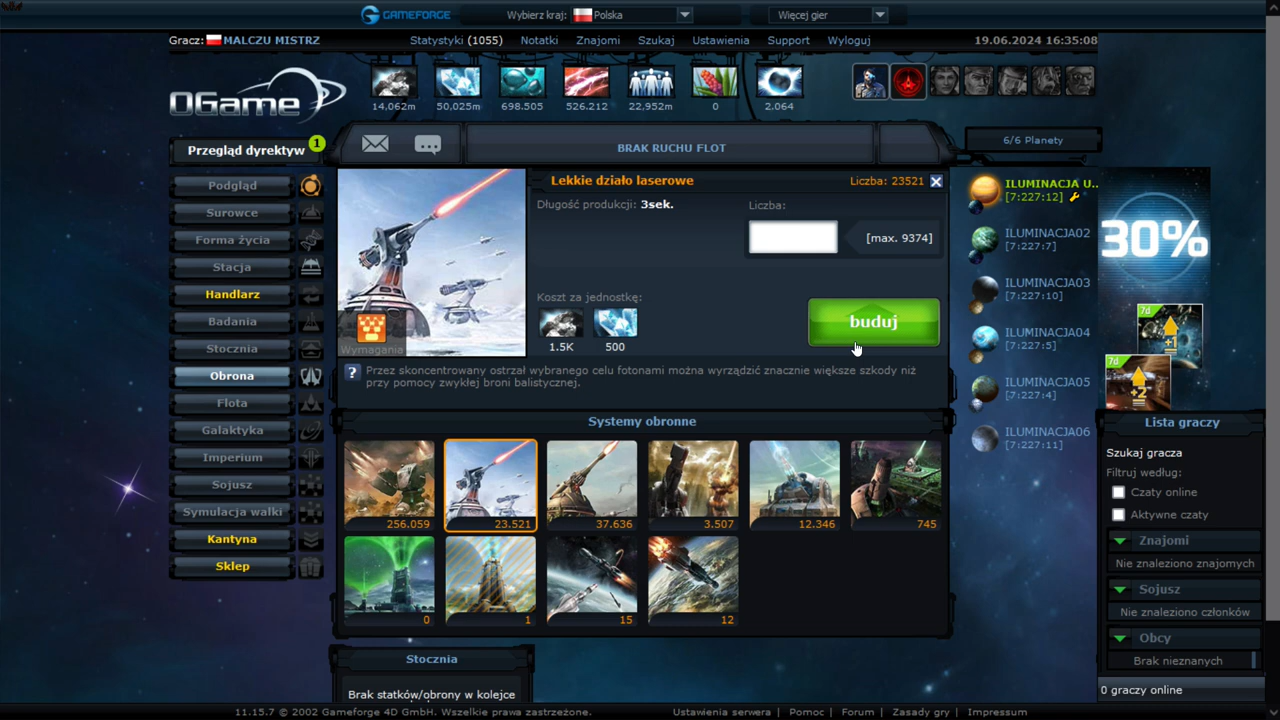 GAMEFORGE
Wybierz kraj:
Polska
Więcej gier
Gracz:
MALCZU MISTRZ
Statystyki (1055)
Notatki
Znajomi
Szukaj
Ustawienia
Support
Wyloguj
19.06.2024 16:35:08
OGame
14,062m
50,025m
698.505
526.212
22.952m
0
2.064
Przegląd dyrektyw
1
BRAK RUCHU FLOT
6/6 Planety
Podgląd
Surowce
Forma życia
Stacja
Handlarz
Badania
Stocznia
Obrona
Flota
Galaktyka
Imperium
Sojusz
Symulacja walki
Kantyna
Sklep
Lekkie działo laserowe
Liczba: 23521
Długość produkcji: 3sek.
Liczba:
[max. 9374]
Koszt za jednostkę:
1.5K
500
buduj
Wymagania
Przez skoncentrowany ostrzał wybranego celu fotonami można wyrządzić znacznie większe szkody niż
przy pomocy zwykłej broni balistycznej.
Systemy obronne
256.059
23.521
37.636
3.507
12.346
745
0
1
15
12
Stocznia
Brak statków/obrony w kolejce
ILUMINACJA U..
[7:227:12]
ILUMINACJA02
[7:227:7]
ILUMINACJA03
[7:227:10]
ILUMINACJA04
[7:227:5]
ILUMINACJA05
[7:227:4]
ILUMINACJA06
[7:227:11]
30%
7d
+1
7d
+2
Lista graczy
Szukaj gracza
Filtruj według:
Czaty online
Aktywne czaty
Znajomi
Nie znaleziono znajomych
Sojusz
Nie znaleziono członków
Obcy
Brak nieznanych
0 graczy online
11.15.7 © 2002 Gameforge 4D GmbH. Wszelkie prawa zastrzeżone.
Ustawienia serwera | Pomoc | Forum | Zasady gry | Impressum